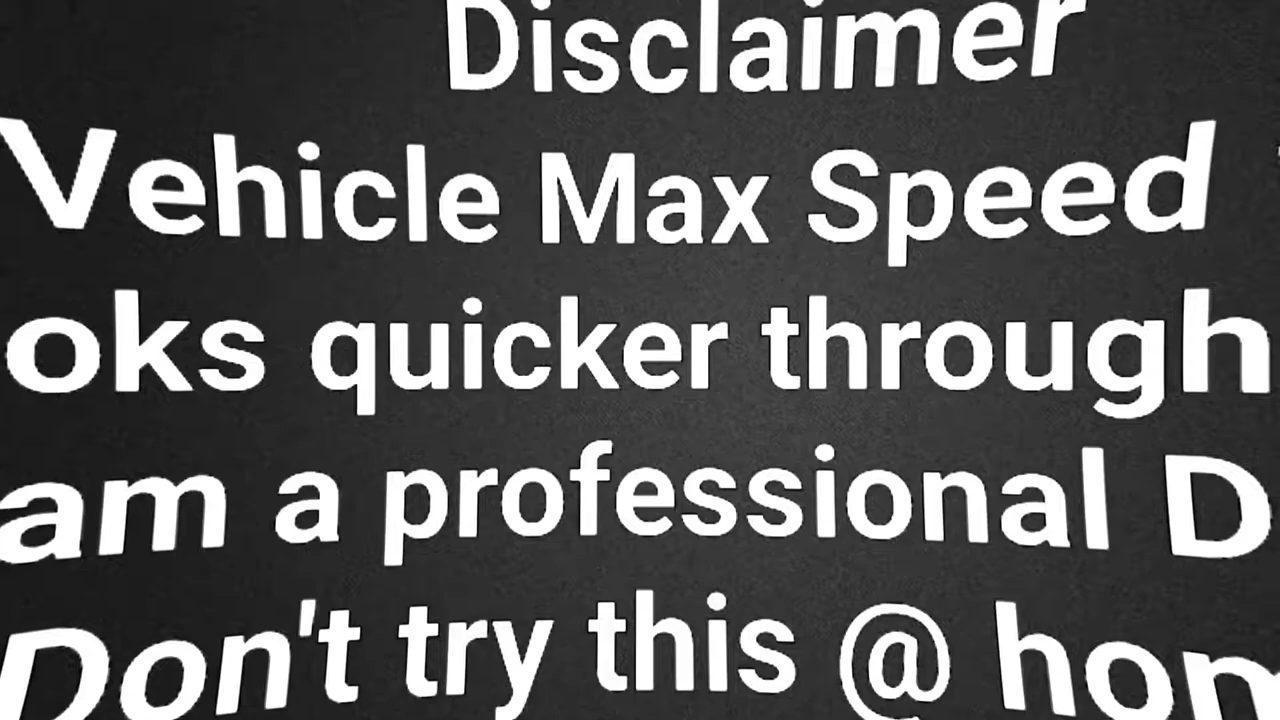 Disclaimer
Vehicle Max Speed
oks quicker through
am a professional D
Don't try this @ hom